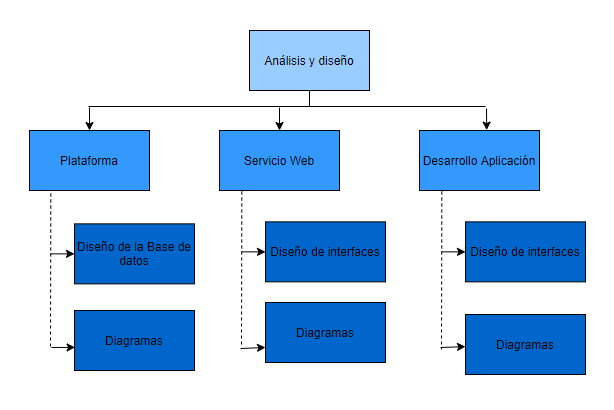 Análisis y diseño
Plataforma
Servicio Web
Desarrollo Aplicación
Diseño de la Base de
datos
Diseño de interfaces
Diseño de interfaces
Diagramas
Diagramas
Diagramas